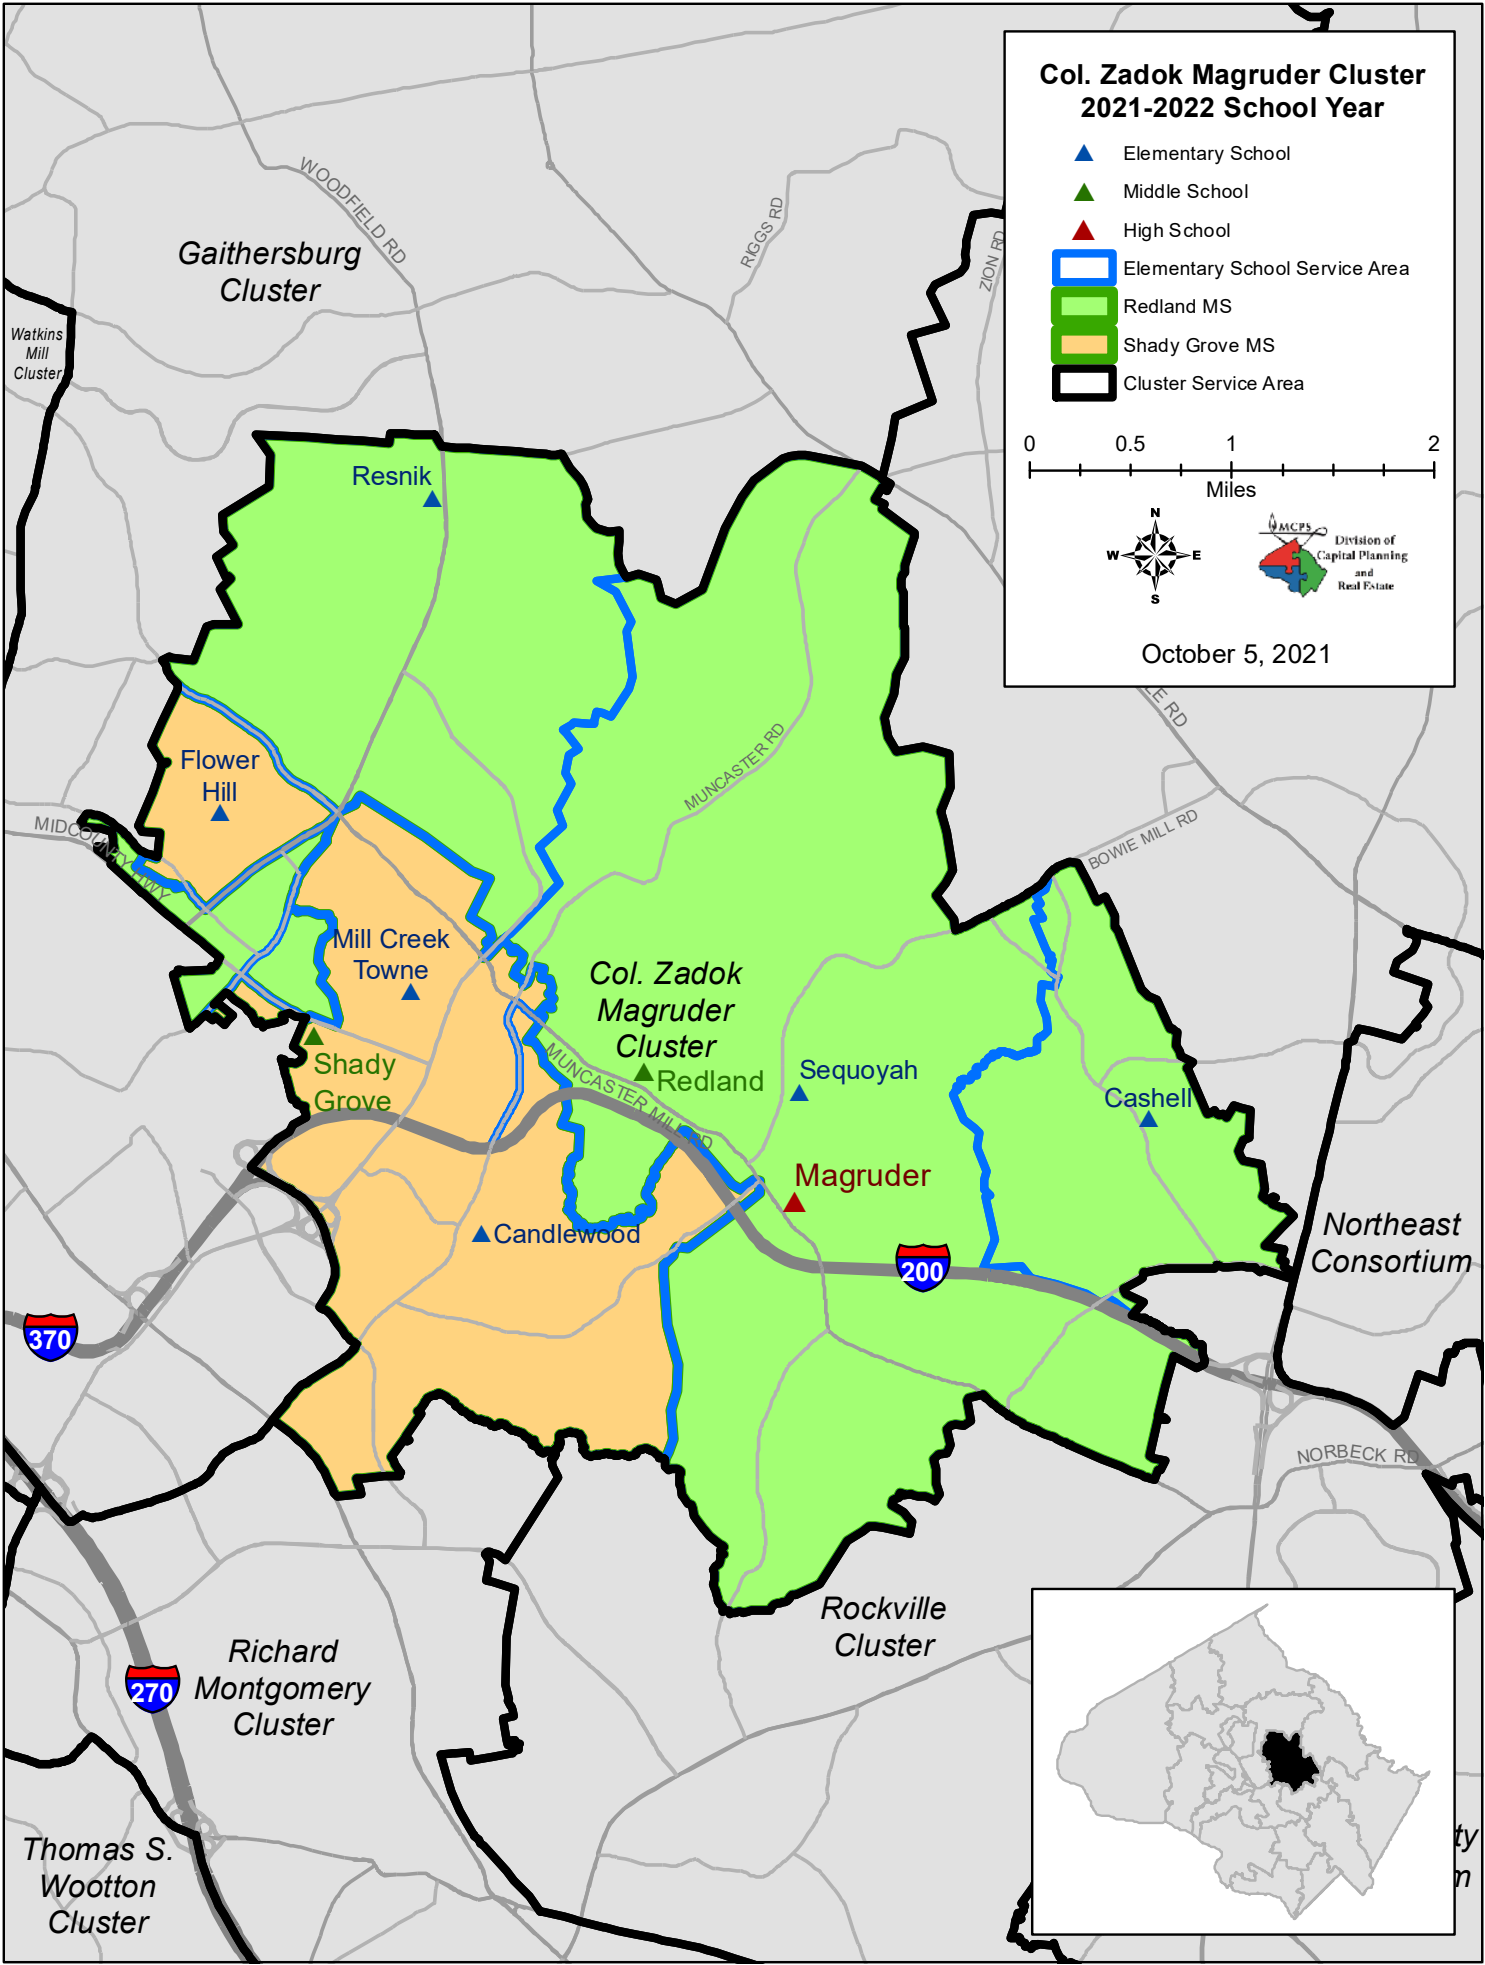 Col. Zadok Magruder Cluster
2021-2022 School Year
Elementary School
Middle School
High School
Elementary School Service Area
Redland MS
Shady Grove MS
Cluster Service Area
0 0.5 1 2
Miles
N
W E
S
MCPS
Division of
Capital Planning
and
Real Estate
October 5, 2021
WOODFIELD RD
RIGGS RD
ZION RD
Gaithersburg
Cluster
Watkins
Mill
Cluster
Resnik
LE RD
MUNCASTER RD
Flower
Hill
MIDCOUNTY HWY
BOWIE MILL RD
Mill Creek
Towne
Col. Zadok
Magruder
Cluster
Shady
Grove
MUNCASTER MILL RD
Redland
Sequoyah
Cashell
Magruder
Candlewood
200
Northeast
Consortium
370
NORBECK RD
Rockville
Cluster
Richard
Montgomery
Cluster
270
Thomas S.
Wootton
Cluster
ty
m